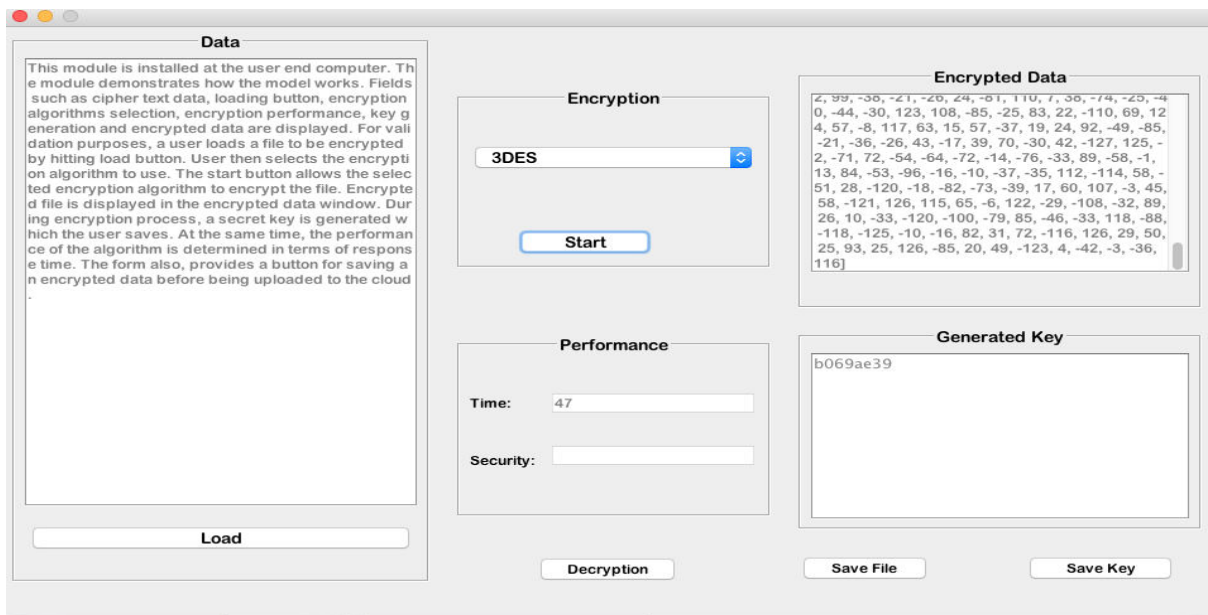 Data
This module is installed at the user end computer. Th
e module demonstrates how the model works. Fields
such as cipher text data, loading button, encryption
algorithms selection, encryption performance, key g
eneration and encrypted data are displayed. For vali
dation purposes, a user loads a file to be encrypted
by hitting load button. User then selects the encrypti
on algorithm to use. The start button allows the selec
ted encryption algorithm to encrypt the file. Encrypte
d file is displayed in the encrypted data window. Dur
ing encryption process, a secret key is generated w
hich the user saves. At the same time, the performan
ce of the algorithm is determined in terms of respons
e time. The form also, provides a button for saving a
n encrypted data before being uploaded to the cloud
.
Load
Encryption
3DES
Start
Performance
Time: 47
Security:
Decryption
Encrypted Data
2, 99, -38, -21, -26, 24, -81, 110, 7, 38, -74, -25, -4
0, -44, -30, 123, 108, -85, -25, 83, 22, -110, 69, 12
4, 57, -8, 117, 63, 15, 57, -37, 19, 24, 92, -49, -85,
-21, -36, -26, 43, -17, 39, 70, -30, 42, -127, 125, -
2, -71, 72, -54, -64, -72, -14, -76, -33, 89, -58, -1,
13, 84, -53, -96, -16, -10, -37, -35, 112, -114, 58, -
51, 28, -120, -18, -82, -73, -39, 17, 60, 107, -3, 45,
58, -121, 126, 115, 65, -6, 122, -29, -108, -32, 89,
26, 10, -33, -120, -100, -79, 85, -46, -33, 118, -88,
-118, -125, -10, -16, 82, 31, 72, -116, 126, 29, 50,
25, 93, 25, 126, -85, 20, 49, -123, 4, -42, -3, -36,
116]
Generated Key
b069ae39
Save File
Save Key